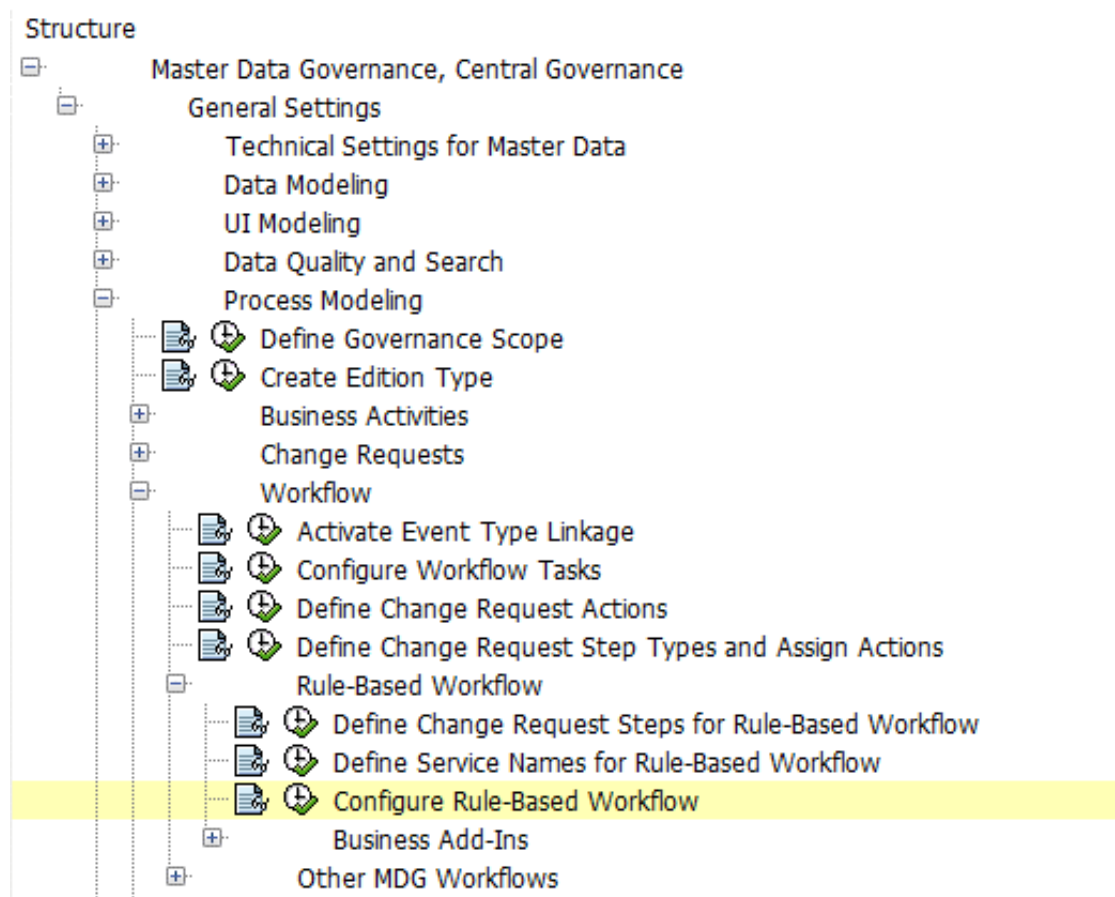 Structure
Master Data Governance, Central Governance
General Settings
Technical Settings for Master Data
Data Modeling
UI Modeling
Data Quality and Search
Process Modeling
Define Governance Scope
Create Edition Type
Business Activities
Change Requests
Workflow
Activate Event Type Linkage
Configure Workflow Tasks
Define Change Request Actions
Define Change Request Step Types and Assign Actions
Rule-Based Workflow
Define Change Request Steps for Rule-Based Workflow
Define Service Names for Rule-Based Workflow
Configure Rule-Based Workflow
Business Add-Ins
Other MDG Workflows